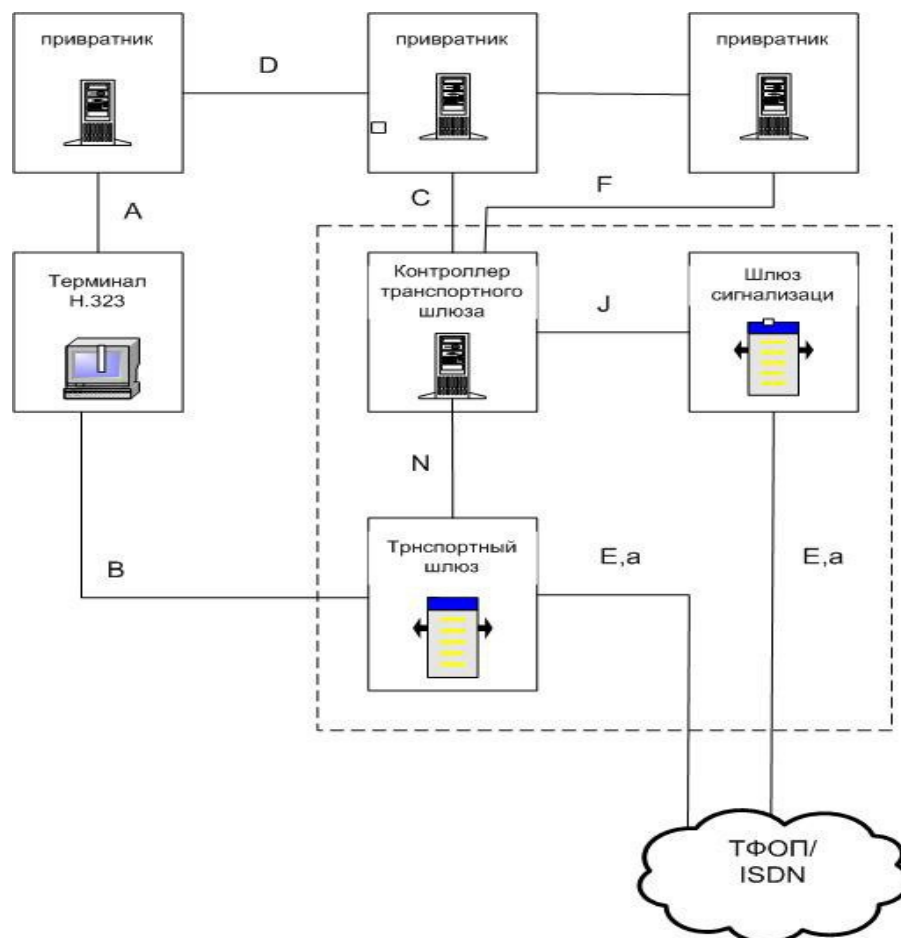 привратник
привратник
привратник
D
A
C
F
Терминал
H.323
Контроллер
транспортного
шлюза
J
Шлюз
сигнализаци
N
B
Трнспортный
шлюз
E,a
E,a
ТФОП/
ISDN